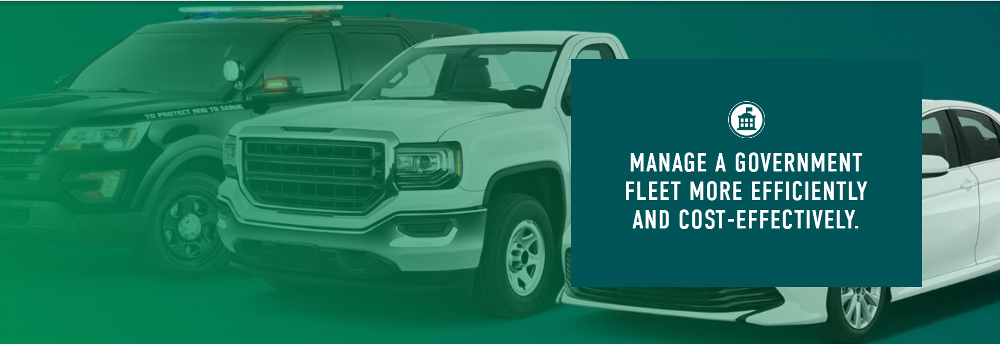 TO PROTECT AND TO SERVE
MANAGE A GOVERNMENT
FLEET MORE EFFICIENTLY
AND COST-EFFECTIVELY.